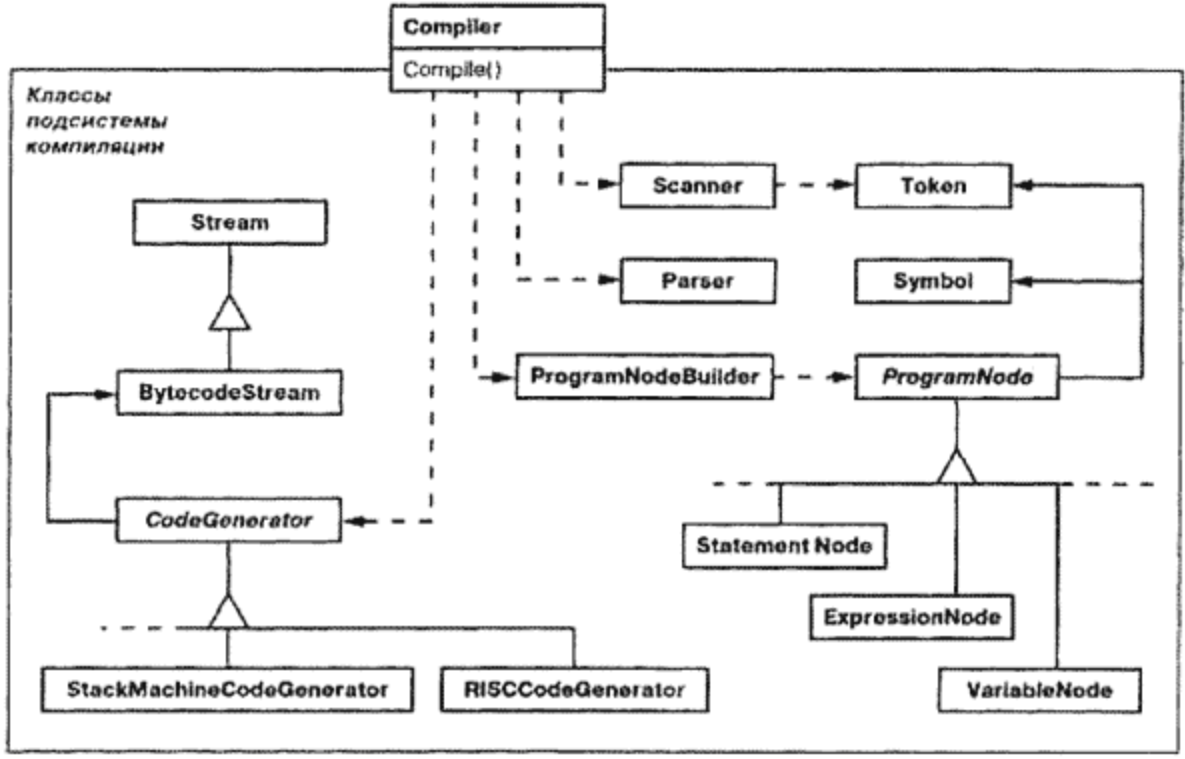 Compiler
Compile()
Классы
подсистемы
компиляции
Scanner
Token
Stream
Parser
Symbol
ProgramNodeBuilder
ProgramNode
BytecodeStream
CodeGenerator
Statement Node
ExpressionNode
StackMachineCodeGenerator
RISCCodeGenerator
VariableNode